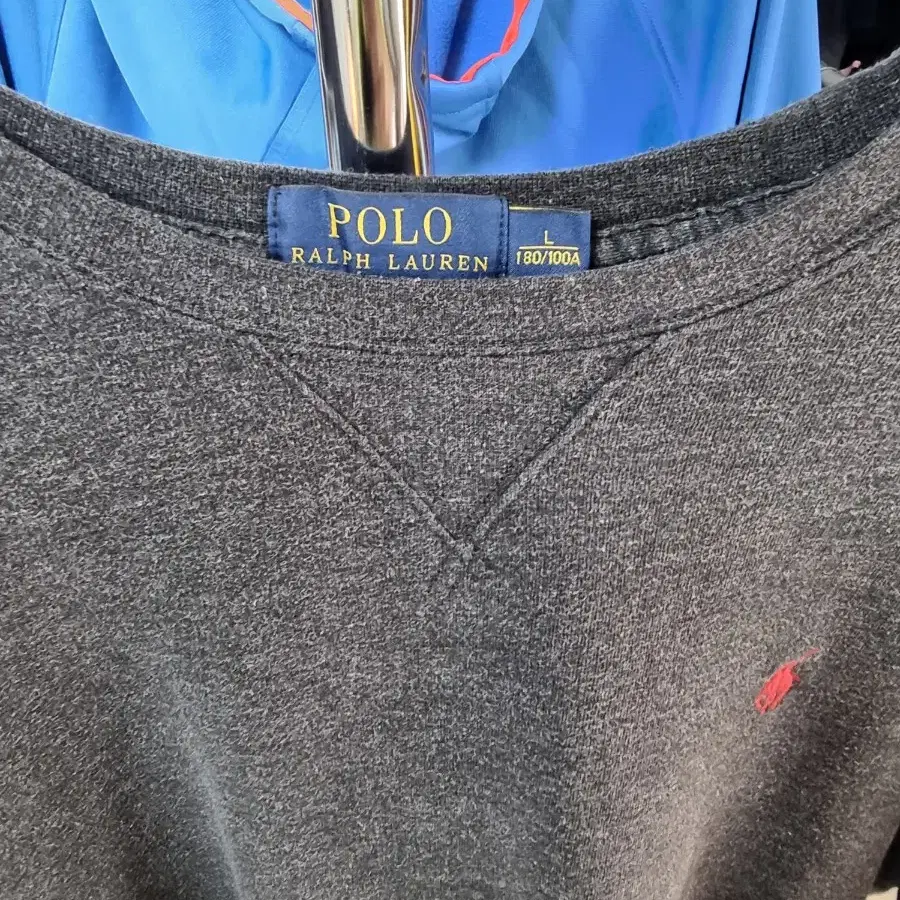 POLO
RALPH LAUREN
L
180/100A